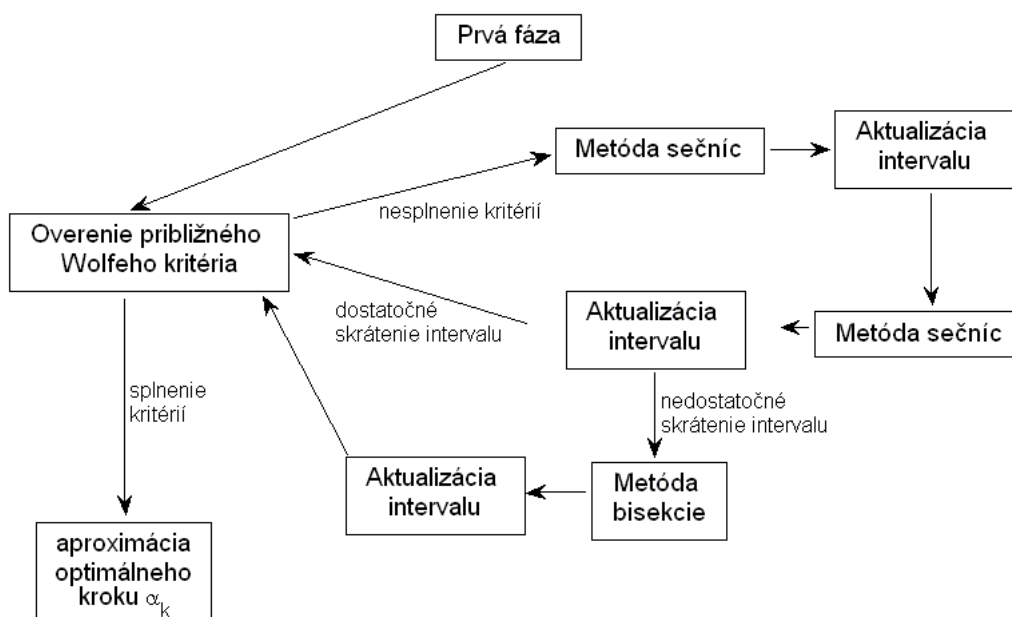 Prvá fáza
Metóda sečníc
Aktualizácia
intervalu
nesplnenie kritérií
Overenie približného
Wolfeho kritéria
dostatočné
skrátenie intervalu
Aktualizácia
intervalu
Metóda sečníc
splnenie
kritérií
nedostatočné
skrátenie intervalu
Aktualizácia
intervalu
Metóda
bisekcie
aproximácia
optimálneho
kroku αk